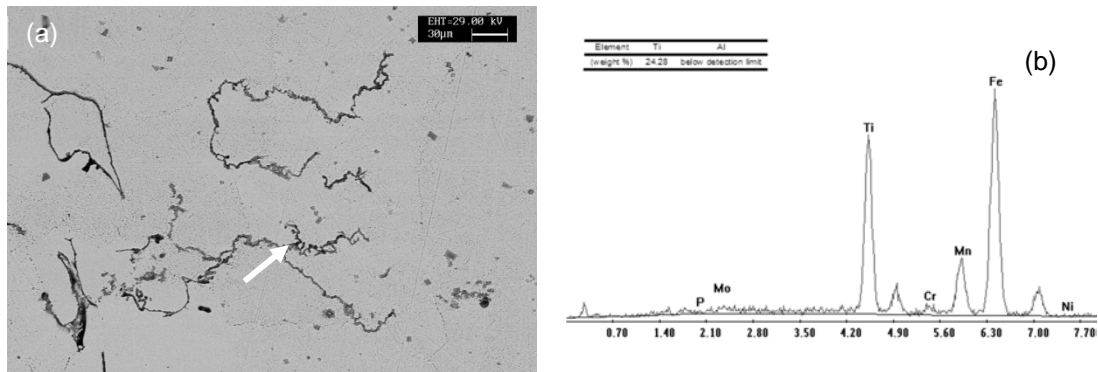 (a)
EHT=29.00 kV
30µm
Element Ti Al
(weight %) 24.28 below detection limit
(b)
Fe
Ti
Mn
Mo
P
Cr
Ni
0.70 1.40 2.10 2.80 3.50 4.20 4.90 5.60 6.30 7.00 7.70